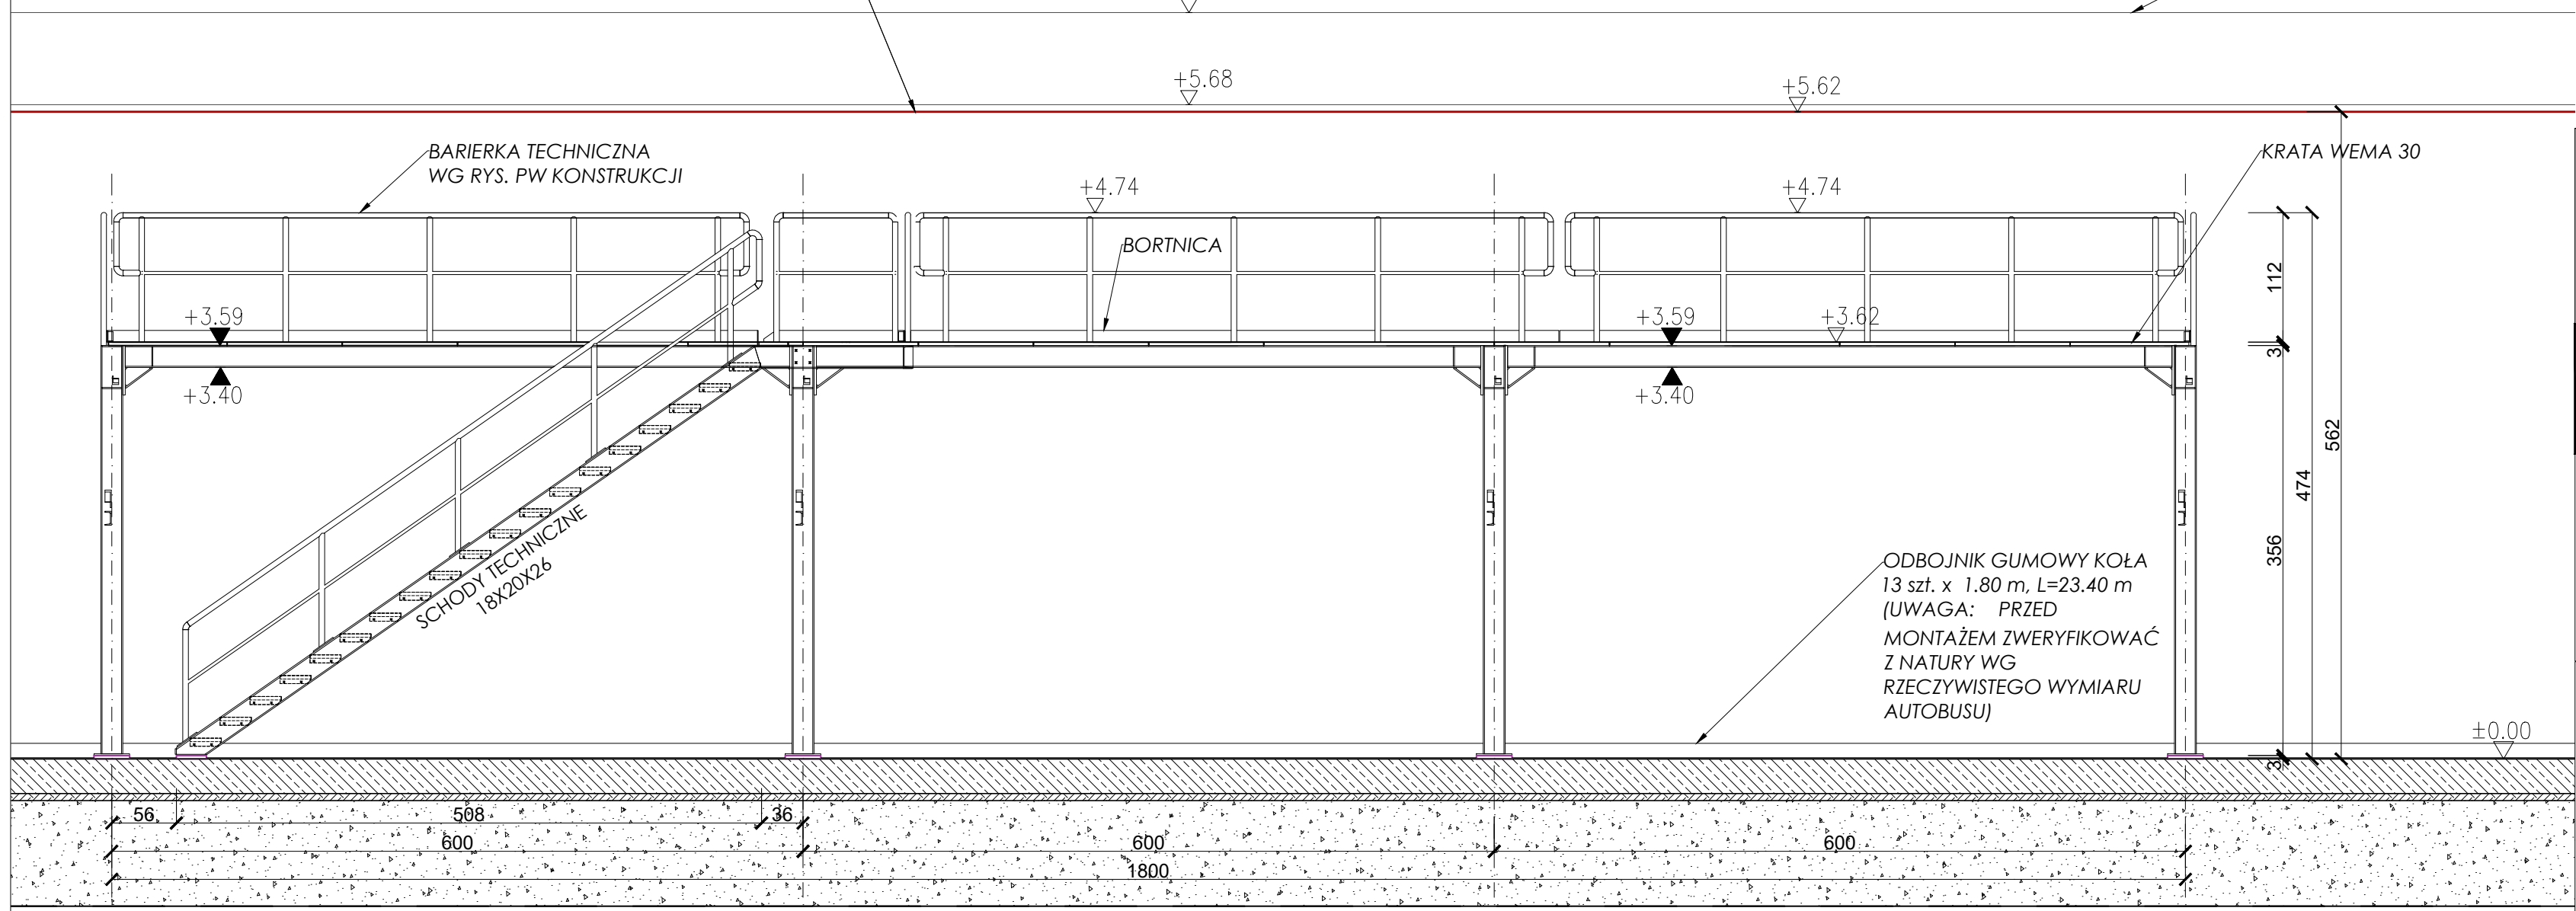 +5.68
+5.62
BARIERKA TECHNICZNA
WG RYS. PW KONSTRUKCJI
KRATA WEMA 30
+4.74
+4.74
BORTNICA
112
+3.59
+3.59
+3.62
3
+3.40
+3.40
562
474
356
SCHODY TECHNICZNE
18X20X26
ODBOJNIK GUMOWY KOŁA
13 szt. x 1.80 m, L=23.40 m
(UWAGA: PRZED
MONTAŻEM ZWERYFIKOWAĆ
Z NATURY WG
RZECZYWISTEGO WYMIARU
AUTOBUSU)
±0.00
3
56
508
36
600
600
600
1800